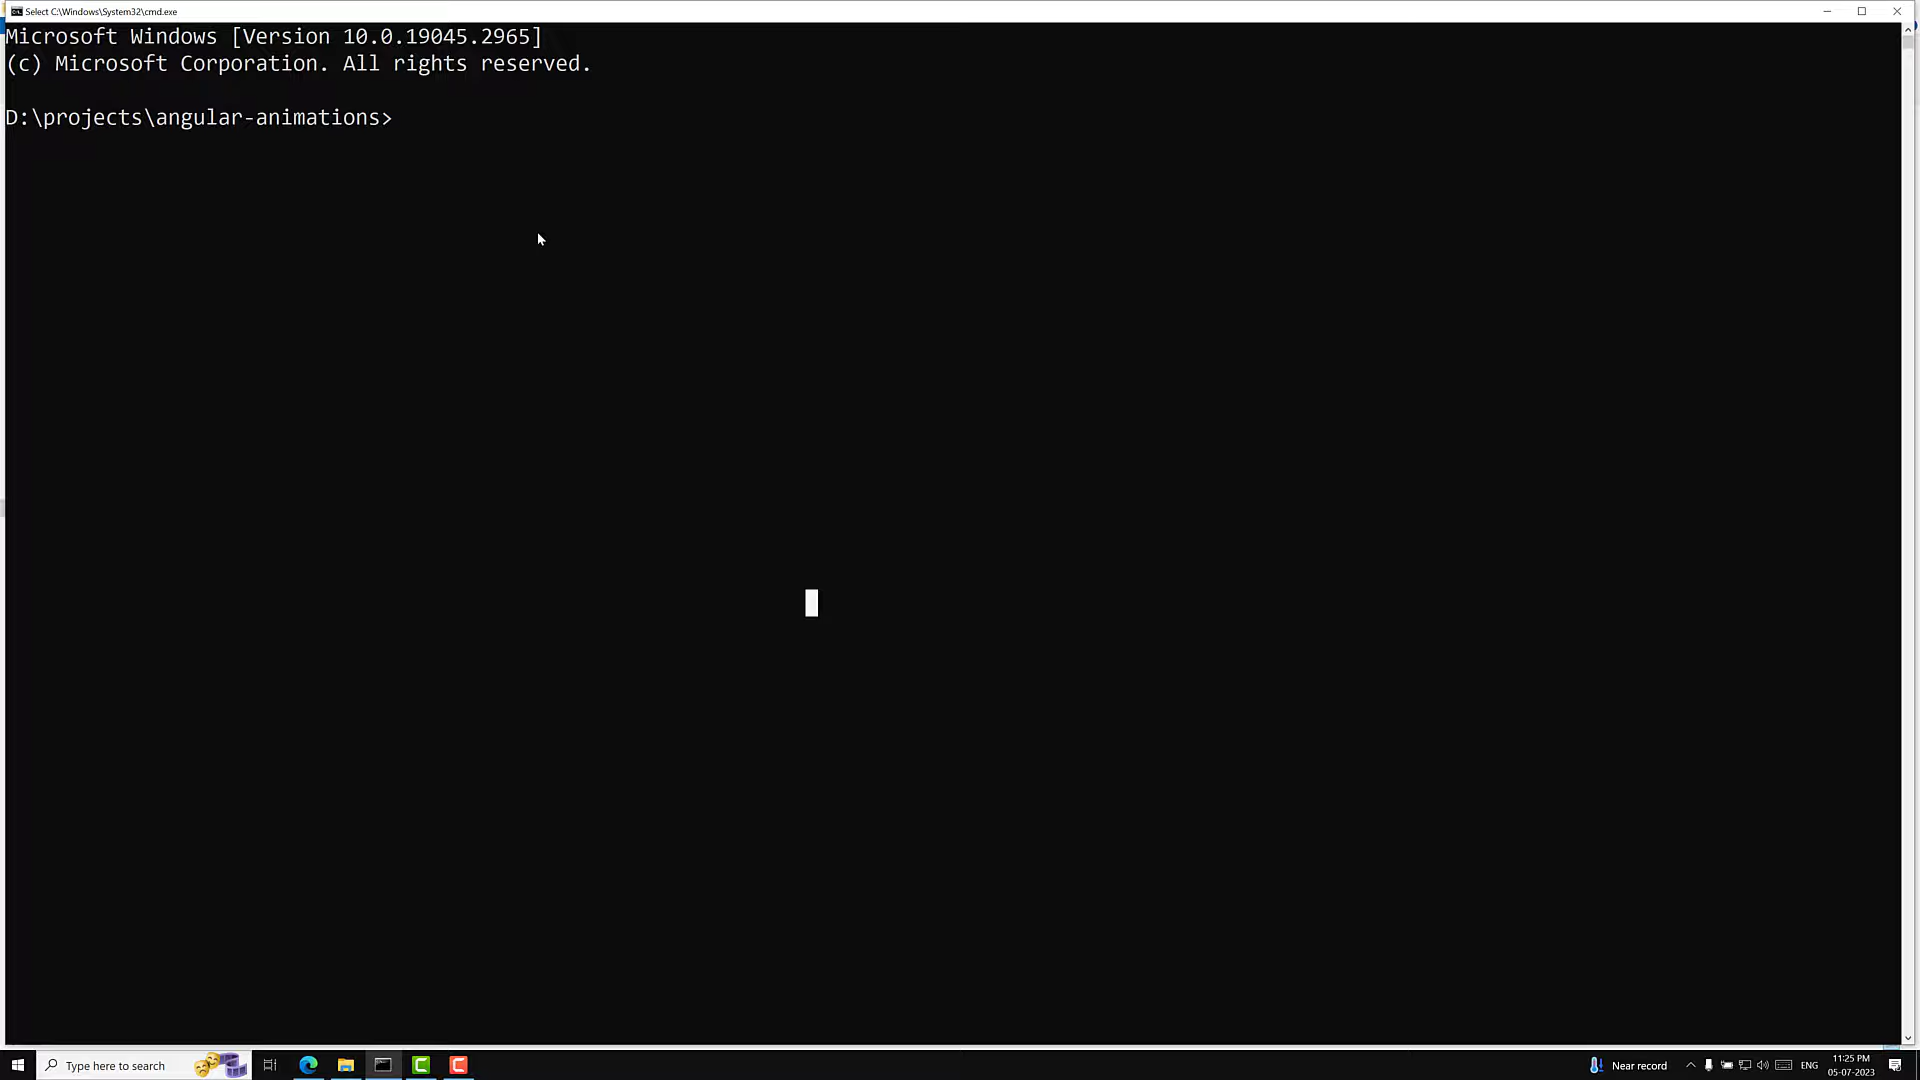 Select C:\Windows\System32\cmd.exe
Microsoft Windows [Version 10.0.19045.2965]
(c) Microsoft Corporation. All rights reserved.
D:\projects\angular-animations>
Type here to search
Near record
ENG
11:25 PM
05-07-2023